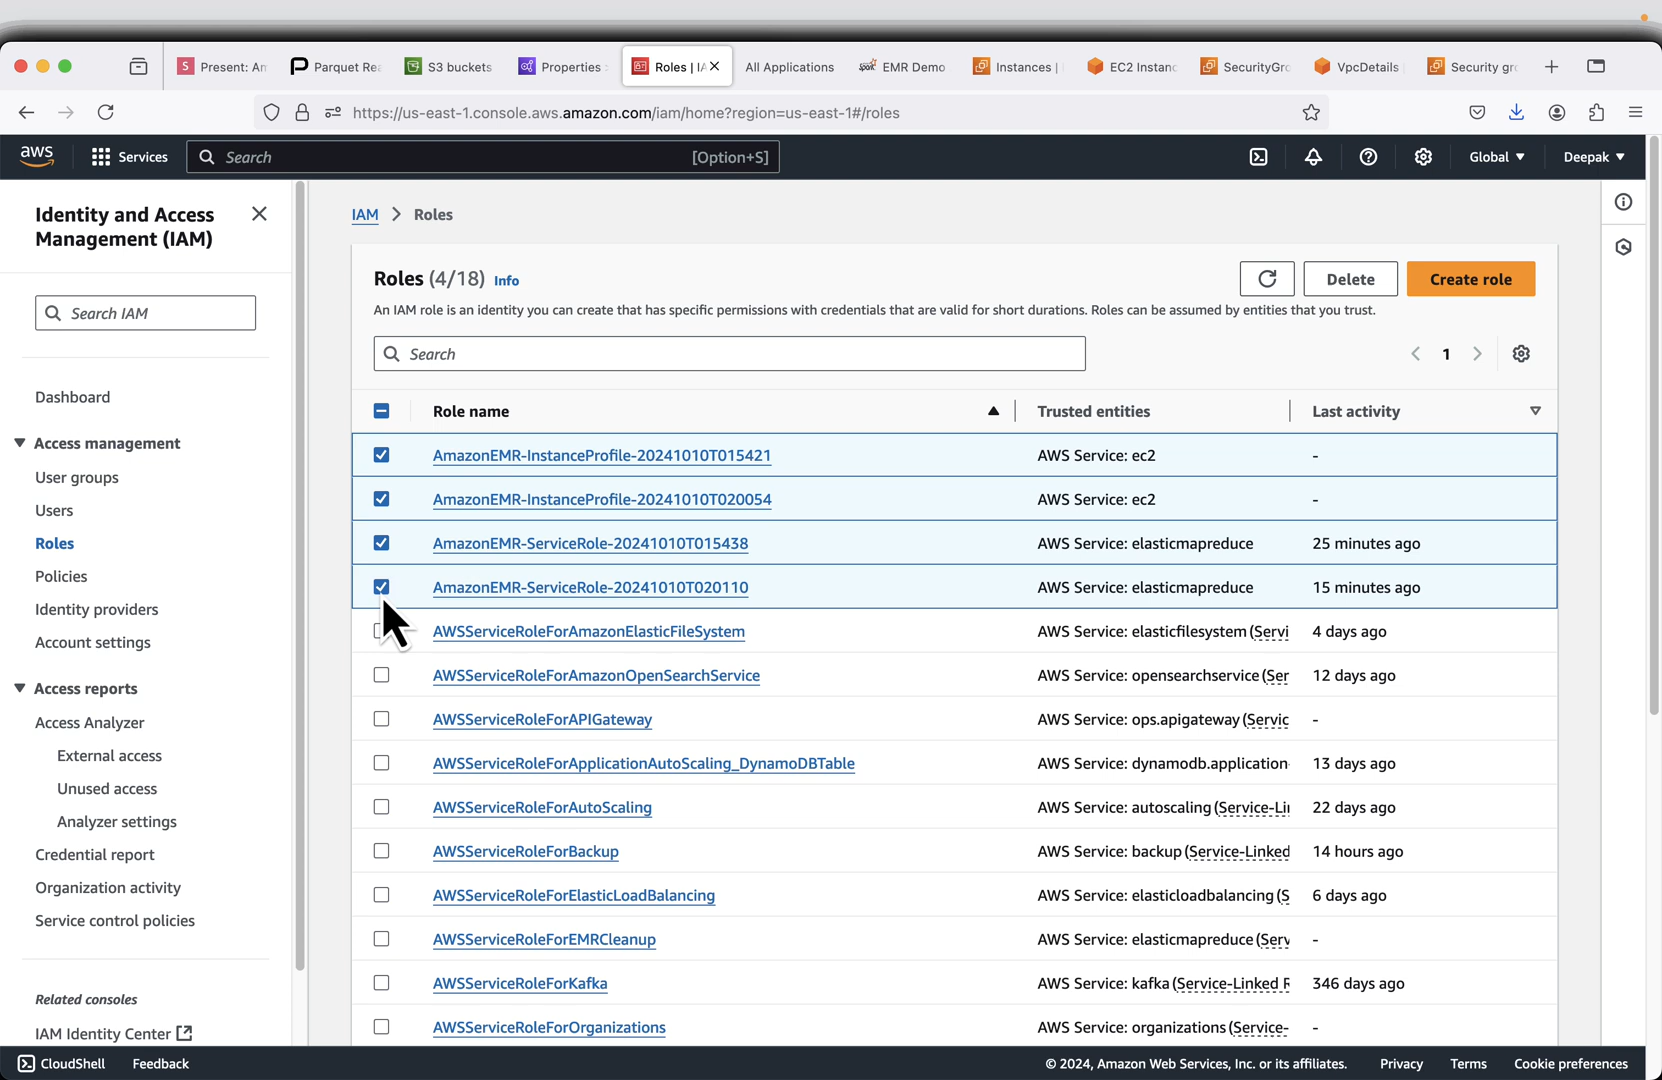 Present: An
Parquet Rea
S3 buckets
Properties
Roles | IA
All Applications
EMR Demo
Instances |
EC2 Instanc
SecurityGro
VpcDetails
Security gr
https://us-east-1.console.aws.amazon.com/iam/home?region=us-east-1#/roles
aws
Services
Search
[Option+S]
Global
Deepak
Identity and Access
Management (IAM)
Search IAM
Dashboard
Access management
User groups
Users
Roles
Policies
Identity providers
Account settings
Access reports
Access Analyzer
External access
Unused access
Analyzer settings
Credential report
Organization activity
Service control policies
Related consoles
IAM Identity Center
IAM > Roles
Roles (4/18) Info
Delete
Create role
An IAM role is an identity you can create that has specific permissions with credentials that are valid for short durations. Roles can be assumed by entities that you trust.
Search
1
Role name Trusted entities Last activity
AmazonEMR-InstanceProfile-20241010T015421 AWS Service: ec2 -
AmazonEMR-InstanceProfile-20241010T020054 AWS Service: ec2 -
AmazonEMR-ServiceRole-20241010T015438 AWS Service: elasticmapreduce 25 minutes ago
AmazonEMR-ServiceRole-20241010T020110 AWS Service: elasticmapreduce 15 minutes ago
AWSServiceRoleForAmazonElasticFileSystem AWS Service: elasticfilesystem (Servi 4 days ago
AWSServiceRoleForAmazonOpenSearchService AWS Service: opensearchservice (Ser 12 days ago
AWSServiceRoleForAPIGateway AWS Service: ops.apigateway (Servic -
AWSServiceRoleForApplicationAutoScaling_DynamoDBTable AWS Service: dynamodb.application- 13 days ago
AWSServiceRoleForAutoScaling AWS Service: autoscaling (Service-Li 22 days ago
AWSServiceRoleForBackup AWS Service: backup (Service-Linked 14 hours ago
AWSServiceRoleForElasticLoadBalancing AWS Service: elasticloadbalancing (S 6 days ago
AWSServiceRoleForEMRCleanup AWS Service: elasticmapreduce (Serv -
AWSServiceRoleForKafka AWS Service: kafka (Service-Linked R 346 days ago
AWSServiceRoleForOrganizations AWS Service: organizations (Service- -
CloudShell
Feedback
© 2024, Amazon Web Services, Inc. or its affiliates.
Privacy
Terms
Cookie preferences